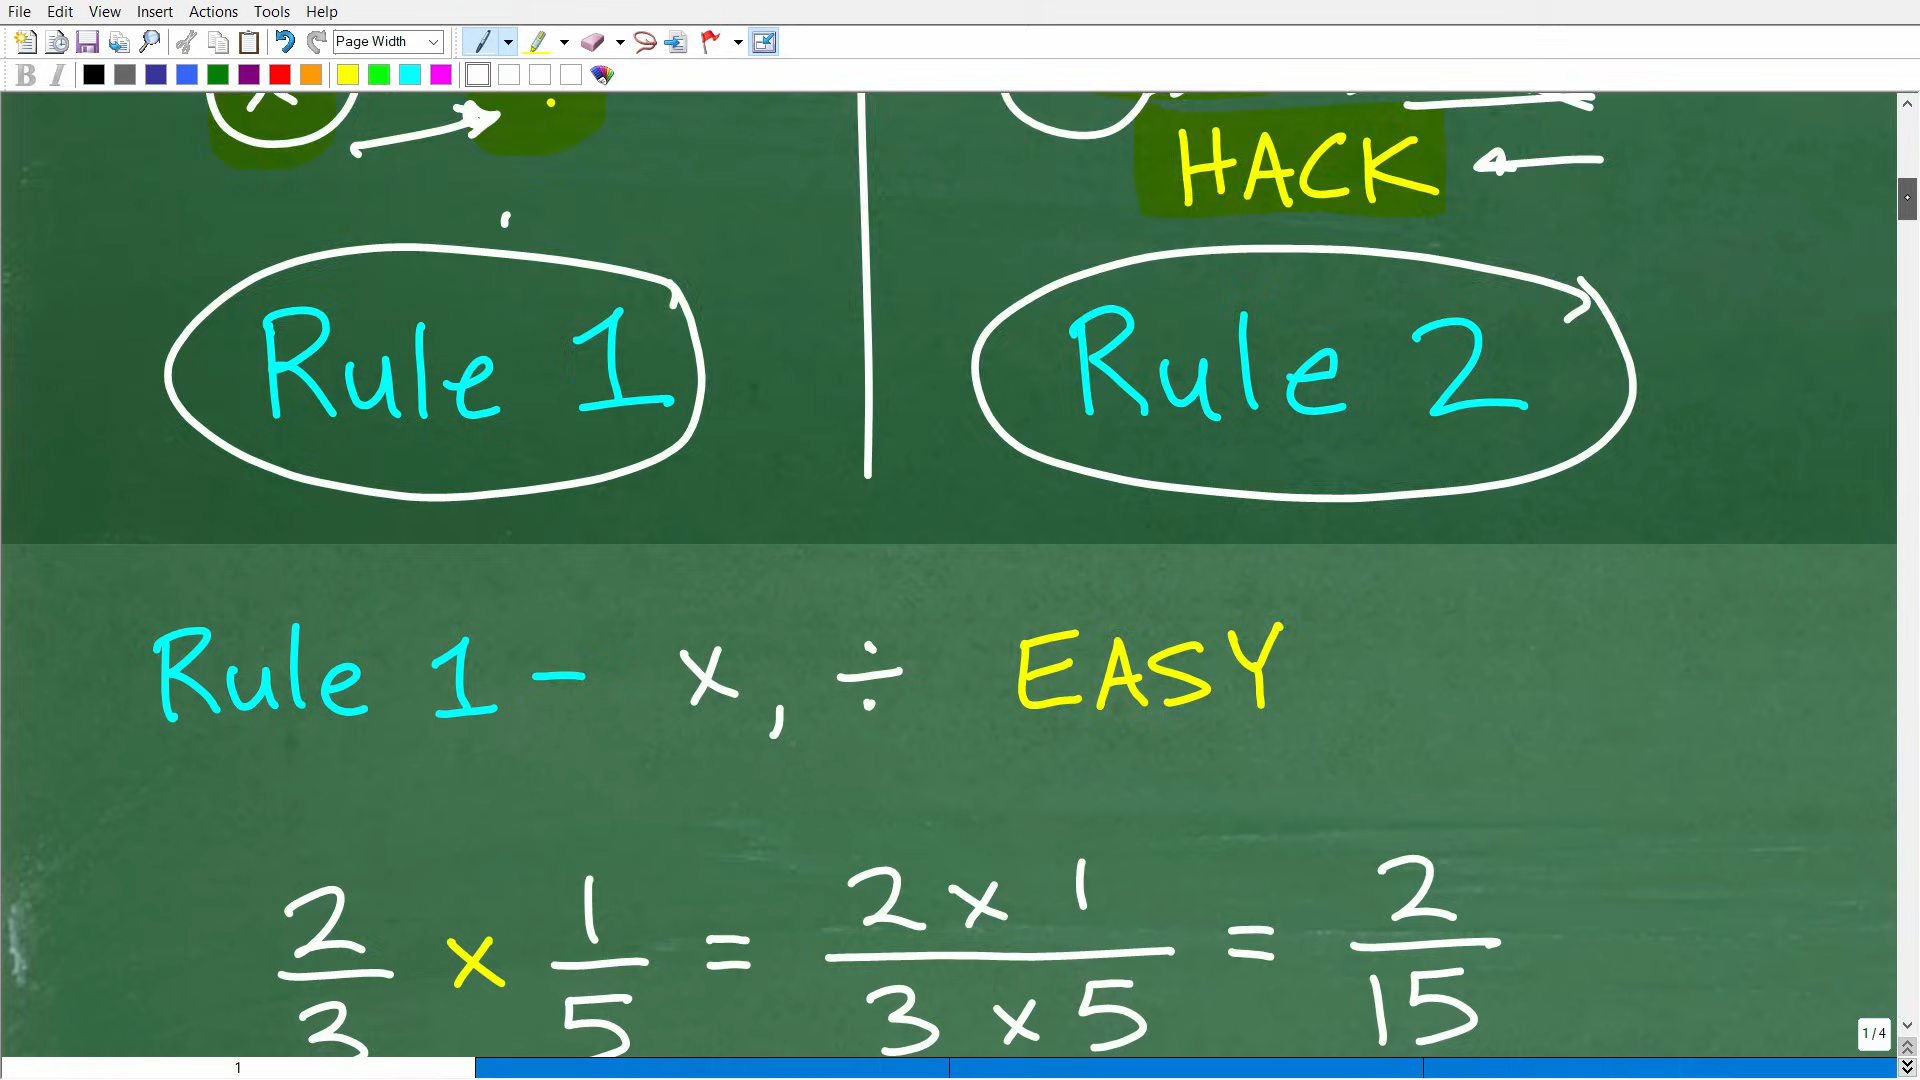 File Edit View Insert Actions Tools Help
Page Width
B I
× ÷
HACK
Rule 1 Rule 2
Rule 1 - x, ÷ EASY
2/3 x 1/5 = 2 x 1 / 3 x 5 = 2/15
1/4
1